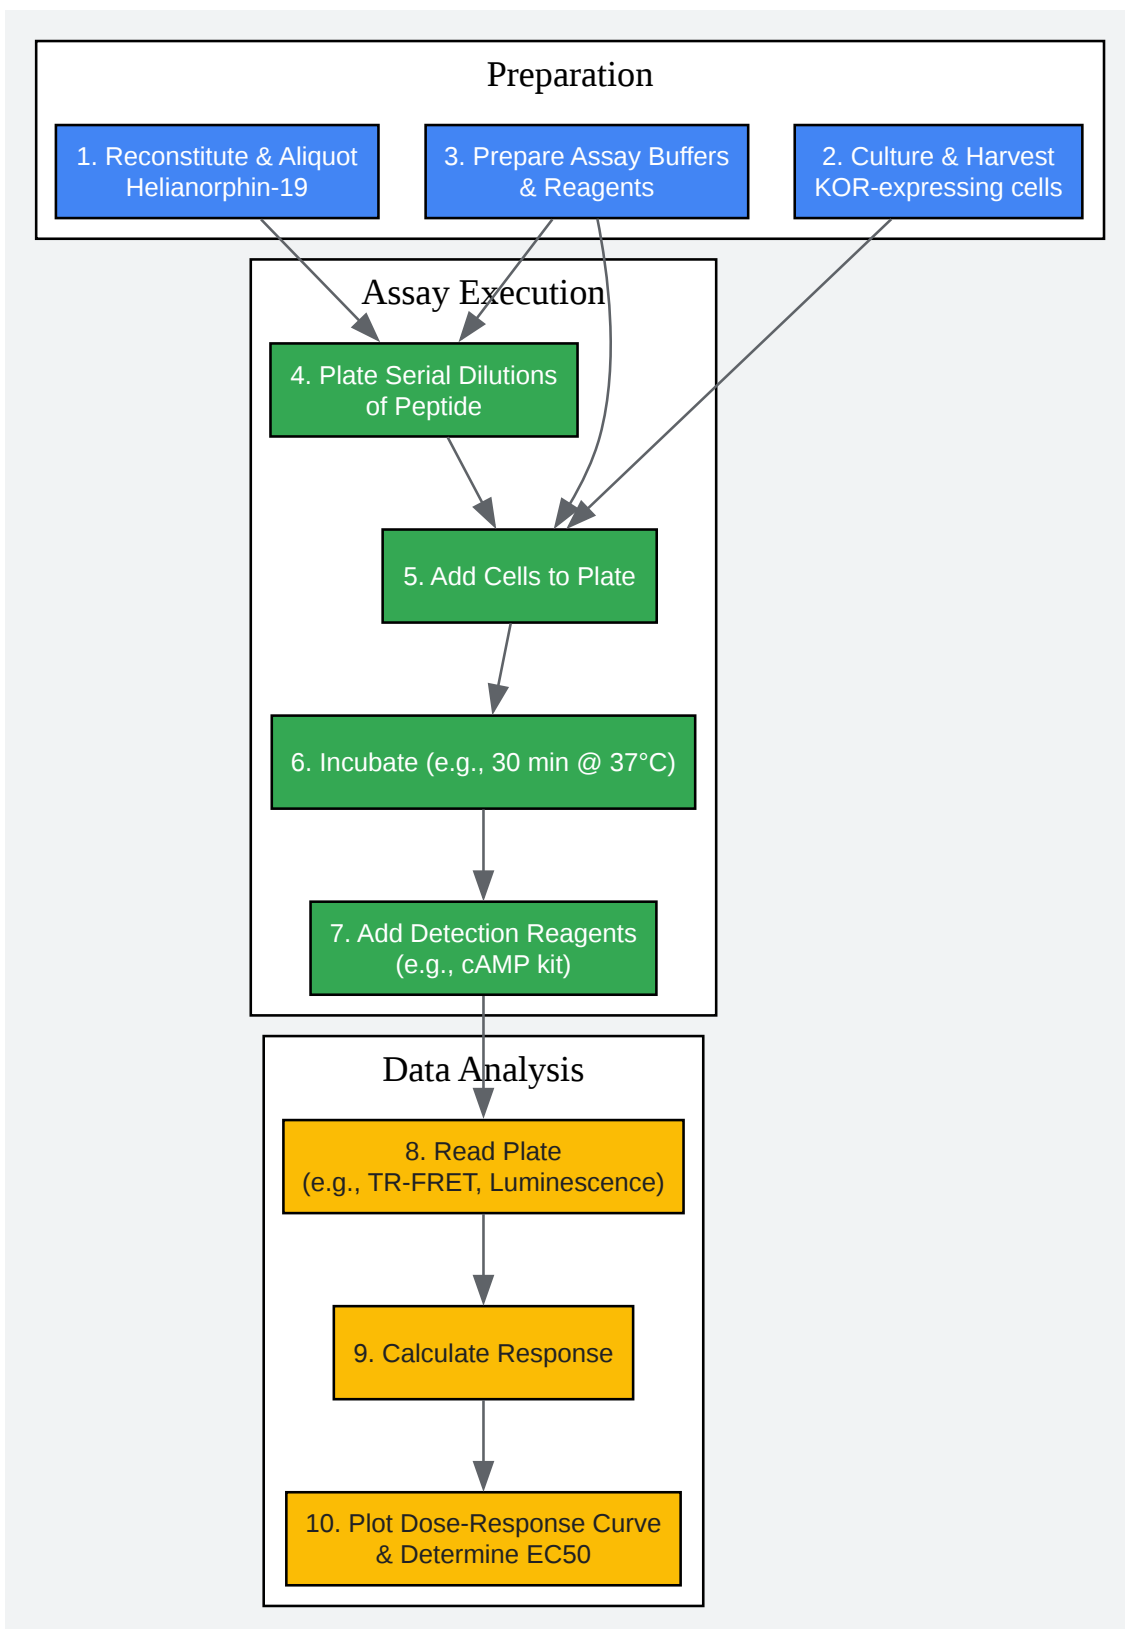 Preparation
1. Reconstitute & Aliquot
Helianorphin-19
3. Prepare Assay Buffers
& Reagents
2. Culture & Harvest
KOR-expressing cells
Assay Execution
4. Plate Serial Dilutions
of Peptide
5. Add Cells to Plate
6. Incubate (e.g., 30 min @ 37°C)
7. Add Detection Reagents
(e.g., cAMP kit)
Data Analysis
8. Read Plate
(e.g., TR-FRET, Luminescence)
9. Calculate Response
10. Plot Dose-Response Curve
& Determine EC50